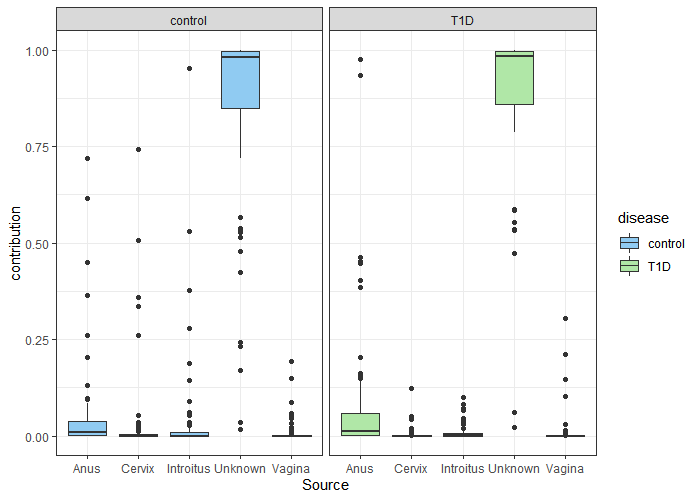 control
T1D
1.00
0.75
0.50
0.25
0.00
contribution
Anus Cervix Introitus Unknown Vagina
Anus Cervix Introitus Unknown Vagina
Source
disease
control
T1D